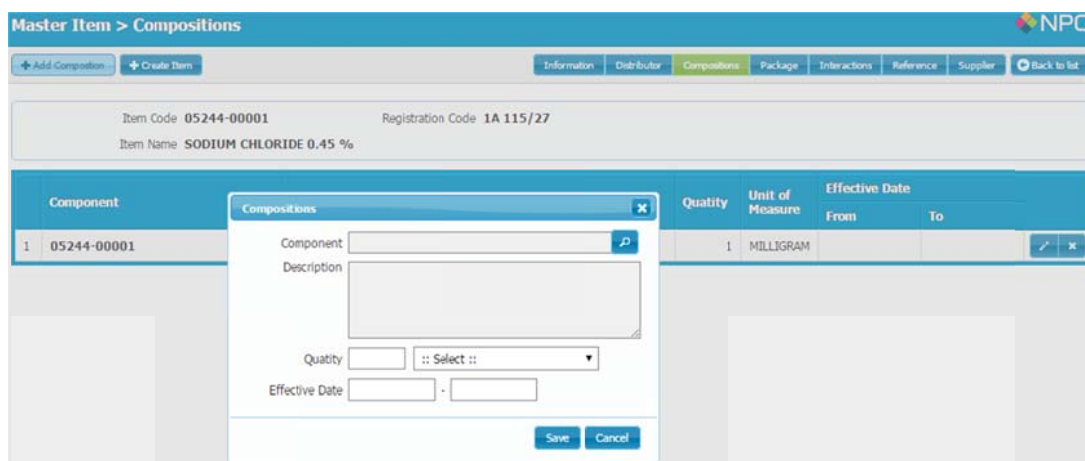 Master Item > Compositions
NPC
Add Compostion Create Item Information Distributor Compositions Package Interactions Reference Supplier Back to list
Item Code 05244-00001 Registration Code 1A 115/27
Item Name SODIUM CHLORIDE 0.45 %
Component Quatity Unit of Measure Effective Date
From To
1 05244-00001 1 MILLIGRAM
Compositions
Component
Description
Quatity :: Select ::
Effective Date -
Save Cancel